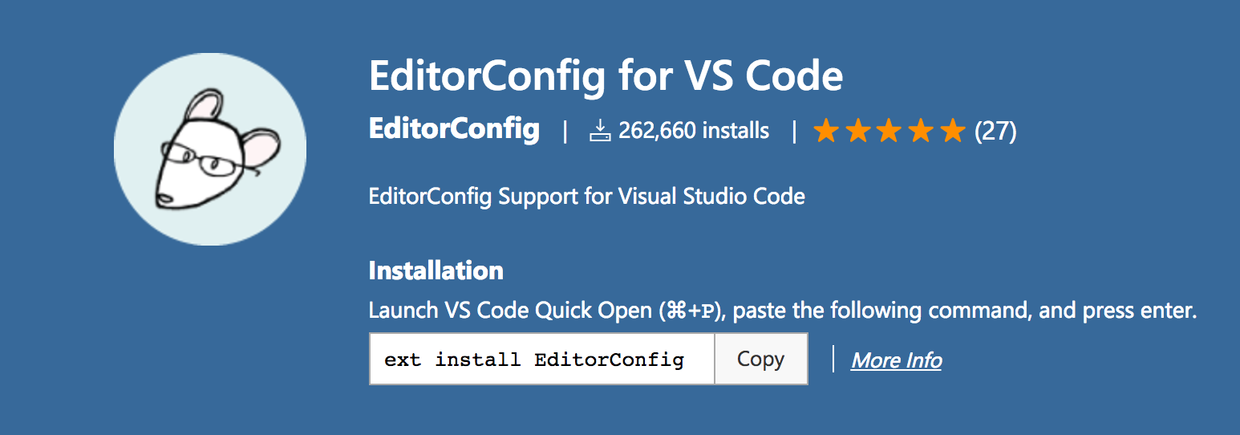 EditorConfig for VS Code
EditorConfig | 262,660 installs | (27)
EditorConfig Support for Visual Studio Code
Installation
Launch VS Code Quick Open (⌘+P), paste the following command, and press enter.
ext install EditorConfig Copy | More Info